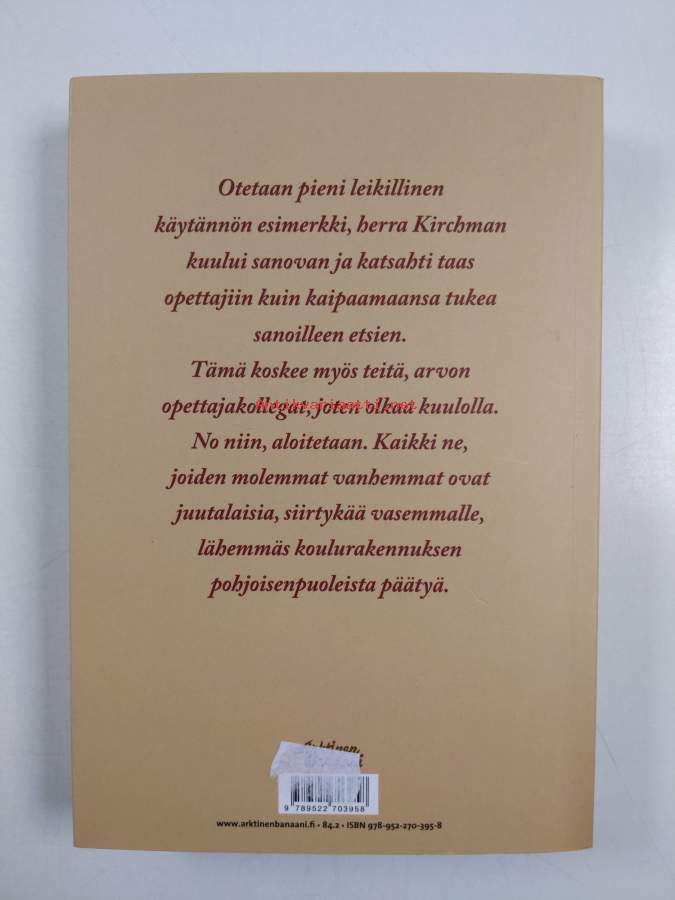 Otetaan pieni leikillinen
käytännön esimerkki, herra Kirchman
kuului sanovan ja katsahti taas
opettajiin kuin kaipaamaansa tukea
sanoilleen etsien.
Tämä koskee myös teitä, arvon
opettajakollegat, joten olkaa kuulolla.
Antikvariaatti.net
No niin, aloitetaan. Kaikki ne,
joiden molemmat vanhemmat ovat
juutalaisia, siirtykää vasemmalle,
lähemmäs koulurakennuksen
pohjoisenpuoleista päätyä.
Arktinen
9 789522 703958
www.arktinenbanaani.fi • 84.2 • ISBN 978-952-270-395-8